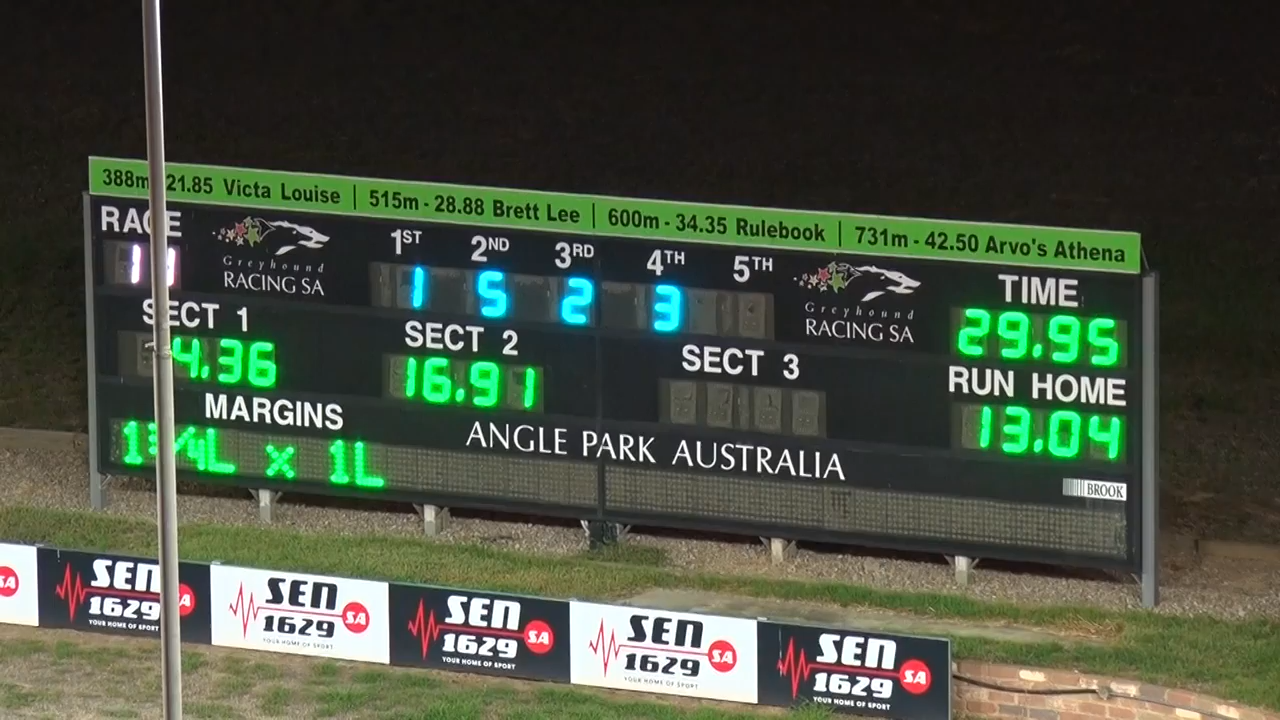 388m - 21.85 Victa Louise | 515m - 28.88 Brett Lee | 600m - 34.35 Rulebook | 731m - 42.50 Arvo's Athena
RACE
11
Greyhound
RACING SA
1ST 2ND 3RD 4TH 5TH
1 5 2 3
Greyhound
RACING SA
TIME
29.95
SECT 1
4.36
SECT 2
16.91
SECT 3
RUN HOME
13.04
MARGINS
1¾L x 1L
ANGLE PARK AUSTRALIA
BROOK
SA
SEN
1629
SA
YOUR HOME OF SPORT
SEN
1629
SA
YOUR HOME OF SPORT
SEN
1629
SA
YOUR HOME OF SPORT
SEN
1629
SA
YOUR HOME OF SPORT
SEN
1629
SA
YOUR HOME OF SPORT